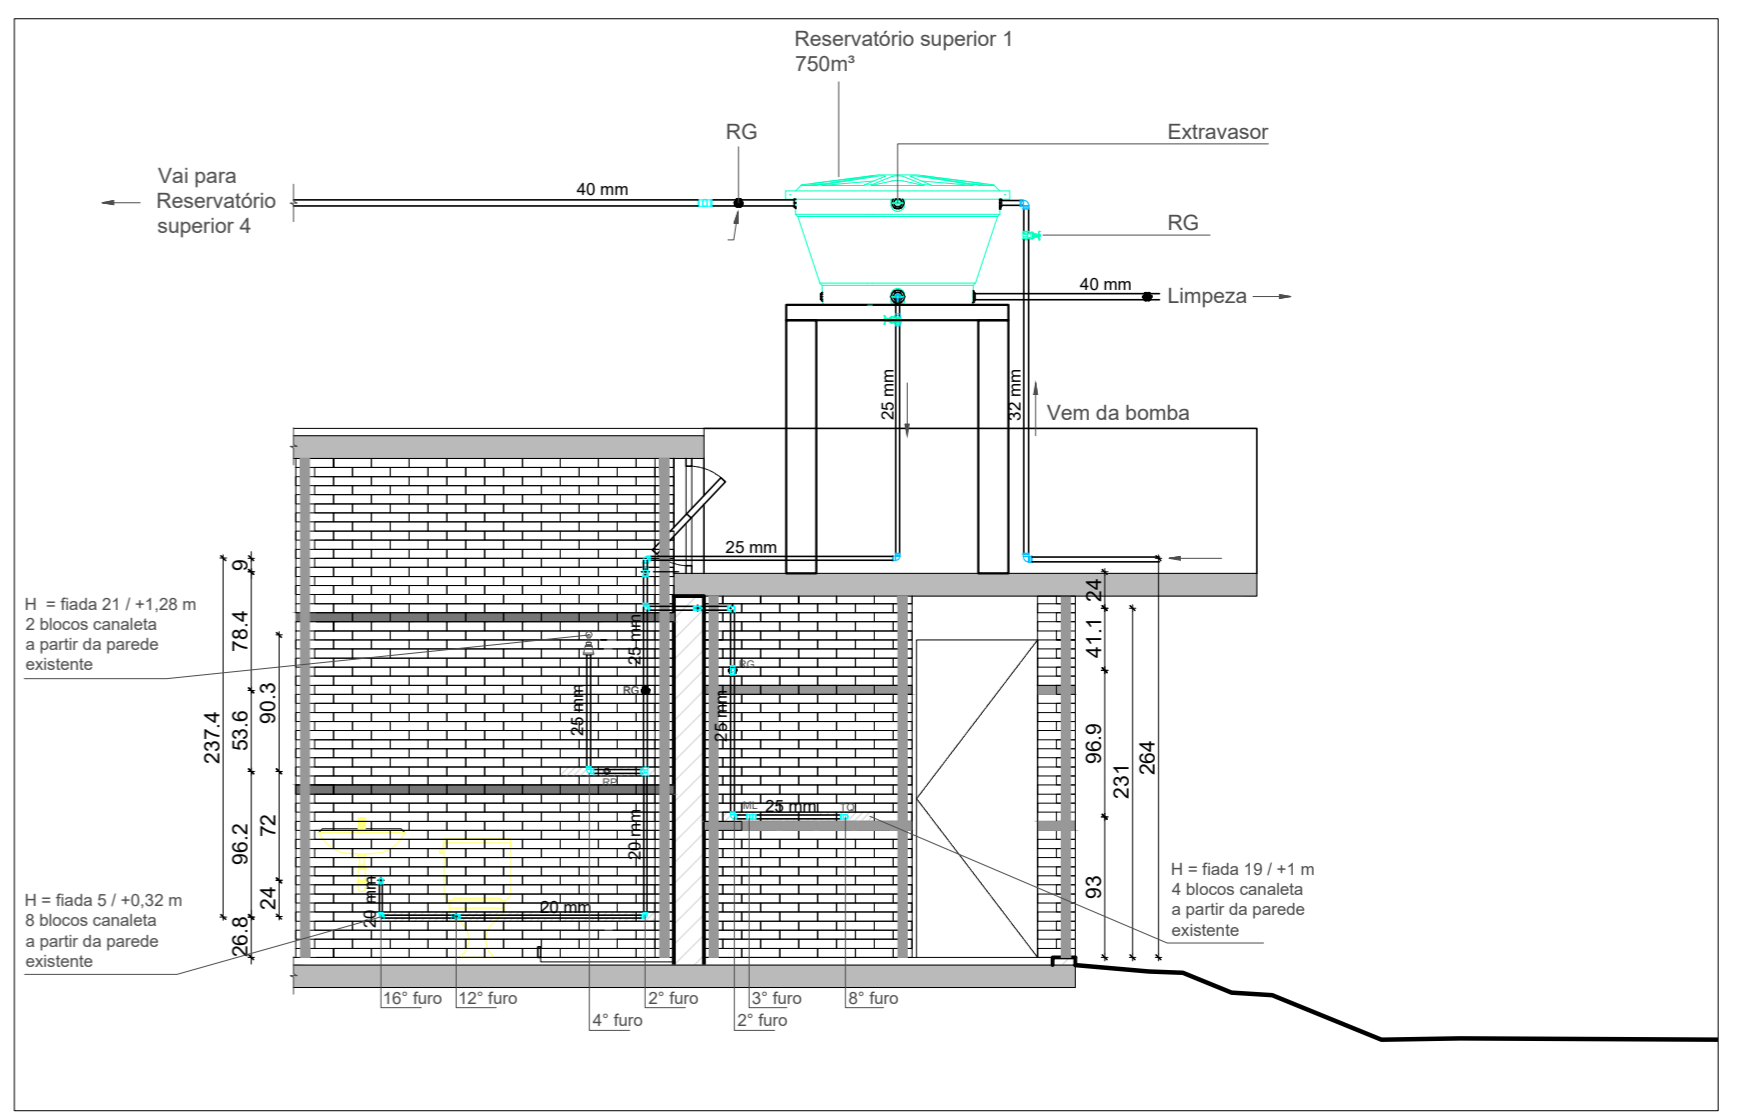 Reservatório superior 1
750m³
RG
Extravasor
Vai para
Reservatório
superior 4
40 mm
RG
40 mm
Limpeza
25 mm
32 mm
Vem da bomba
25 mm
9
24
H = fiada 21 / +1,28 m
2 blocos canaleta
a partir da parede
existente
78.4
25 mm
41.1
RG
RG
90.3
25 mm
25 mm
237.4
53.6
96.9
231
264
RP
ML
25 mm
TQ
72
96.2
20 mm
H = fiada 19 / +1 m
4 blocos canaleta
a partir da parede
existente
93
H = fiada 5 / +0,32 m
8 blocos canaleta
a partir da parede
existente
24
20 mm
20 mm
26.8
16° furo
12° furo
2° furo
3° furo
8° furo
4° furo
2° furo